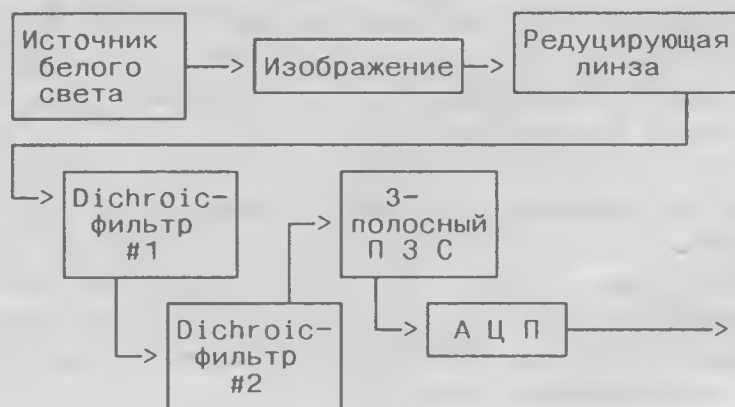 Источник
белого
света
Изображение
Редуцирующая
линза
Dichroic-
фильтр
#1
Dichroic-
фильтр
#2
3-
полосный
П З С
А Ц П